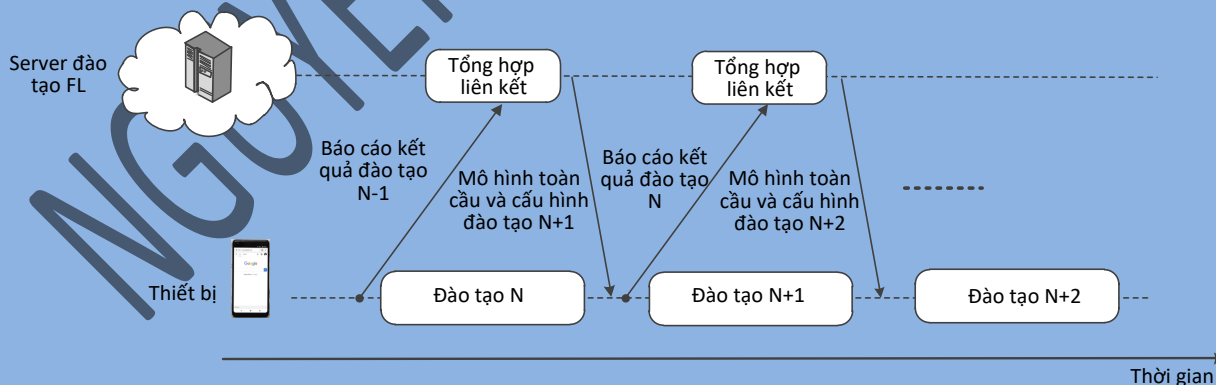 Server đào
tạo FL
Tổng hợp
liên kết
Tổng hợp
liên kết
Báo cáo kết
quả đào tạo
N-1
Mô hình toàn
cầu và cấu hình
đào tạo N+1
Báo cáo kết
quả đào tạo
N
Mô hình toàn
cầu và cấu hình
đào tạo N+2
Thiết bị
Google
Đào tạo N
Đào tạo N+1
Đào tạo N+2
Thời gian
NGUYE